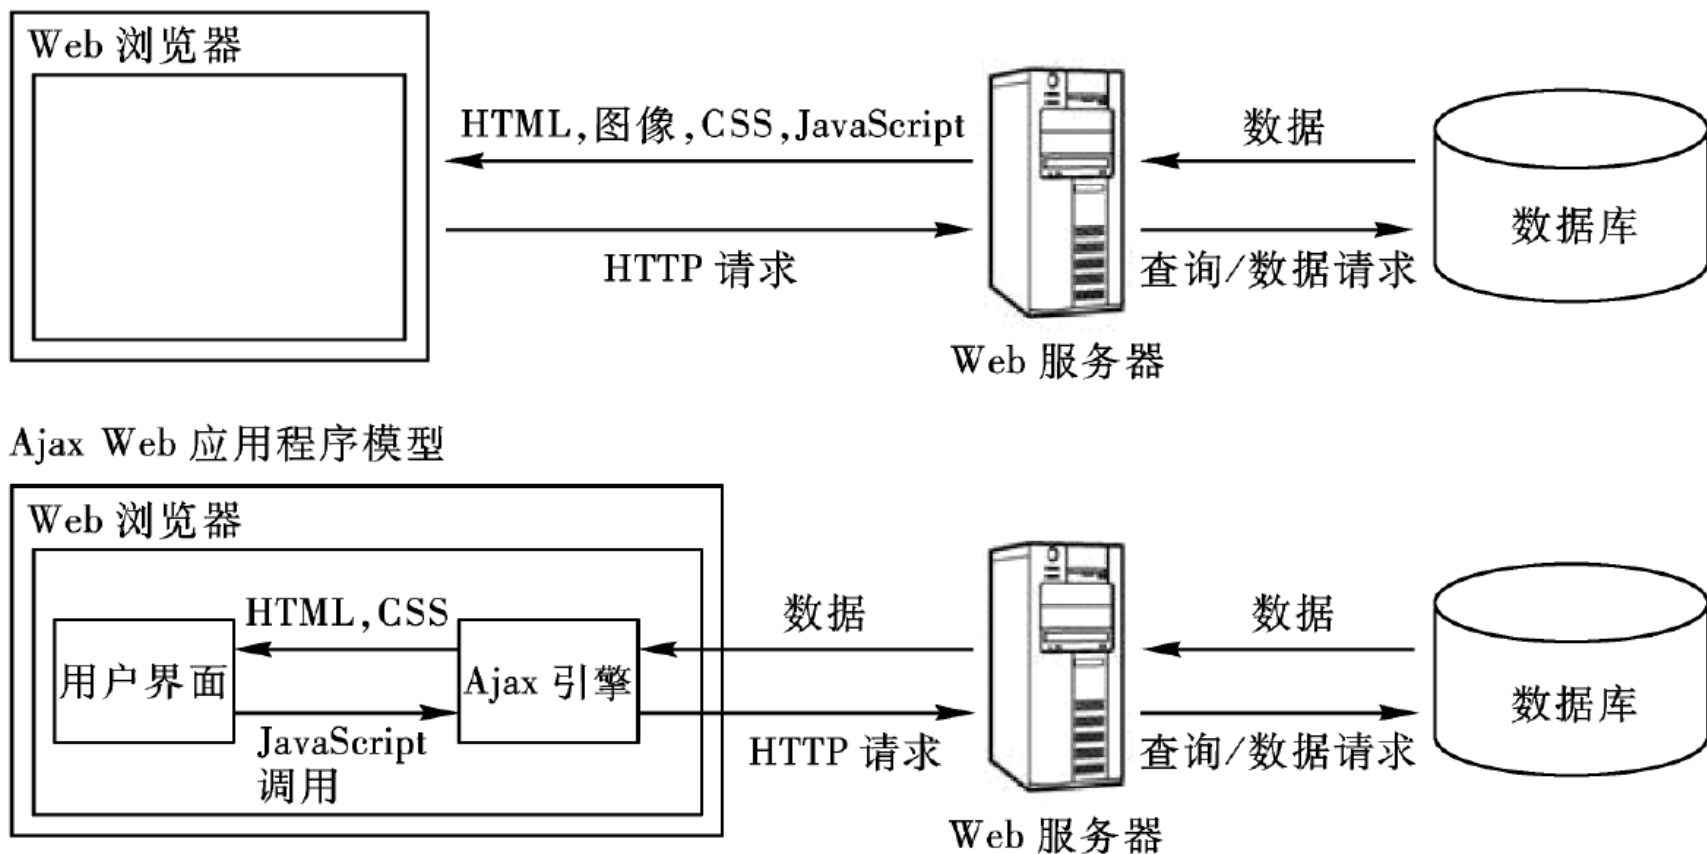 Web 浏览器
HTML,图像,CSS,JavaScript
数据
HTTP 请求
查询/数据请求
数据库
Web 服务器
Ajax Web 应用程序模型
Web 浏览器
HTML,CSS
数据
数据
用户界面
Ajax 引擎
JavaScript
调用
HTTP 请求
查询/数据请求
数据库
Web 服务器